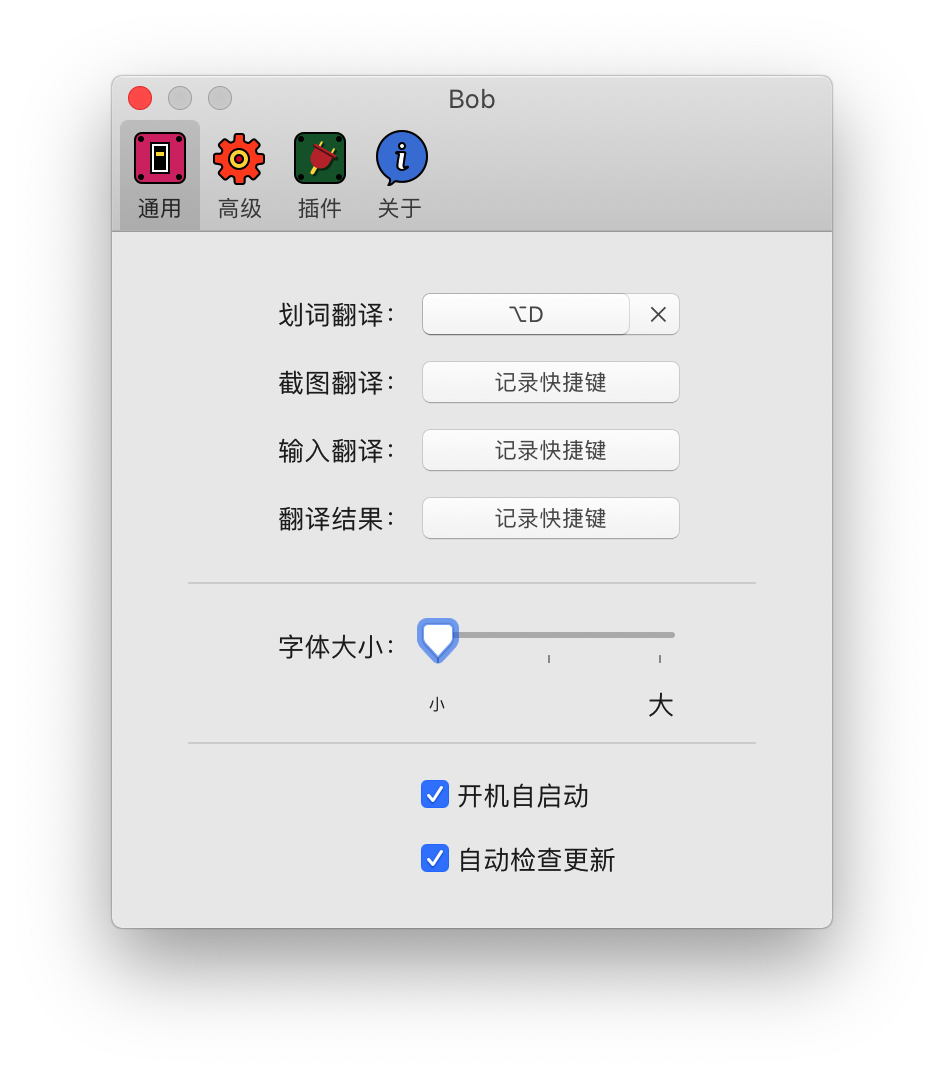 Bob
通用 高级 插件 关于
划词翻译： ⌥D ×
截图翻译： 记录快捷键
输入翻译： 记录快捷键
翻译结果： 记录快捷键
字体大小：
小 大
开机自启动
自动检查更新